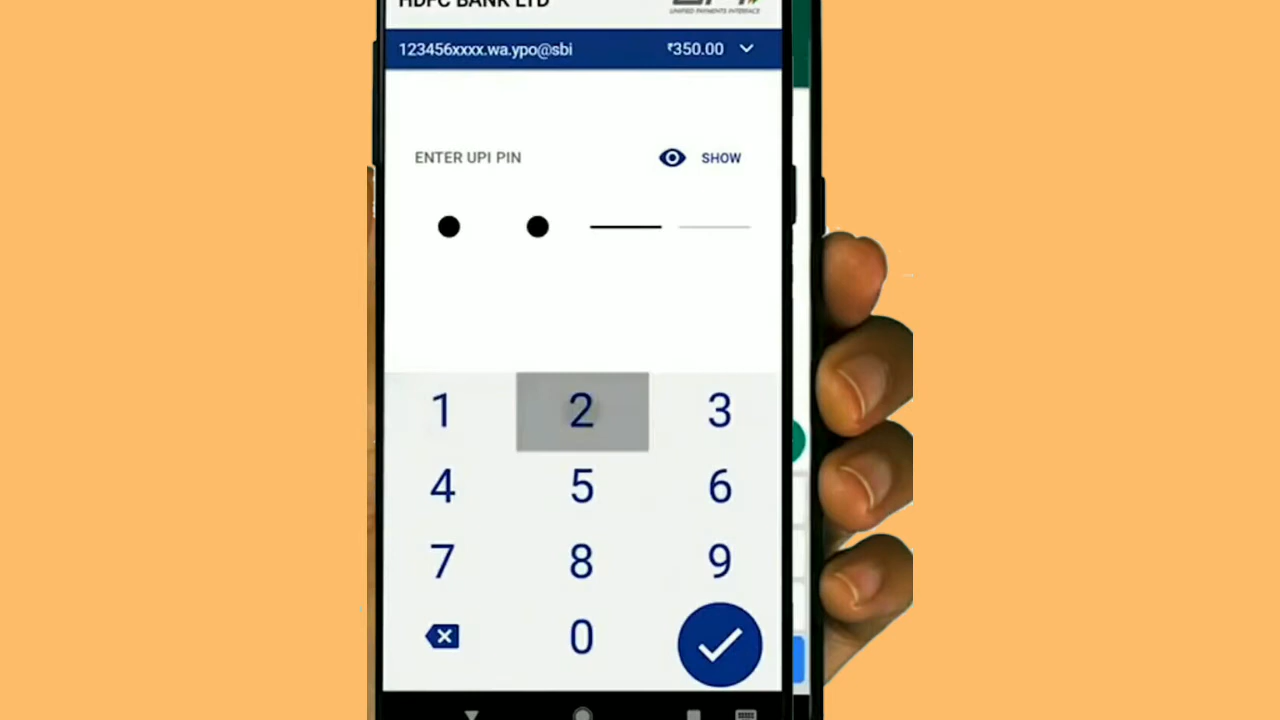 HDFC BANK LTD
UNIFIED PAYMENTS INTERFACE
123456xxxx.wa.ypo@sbi ₹350.00
ENTER UPI PIN SHOW
1 2 3
4 5 6
7 8 9
0